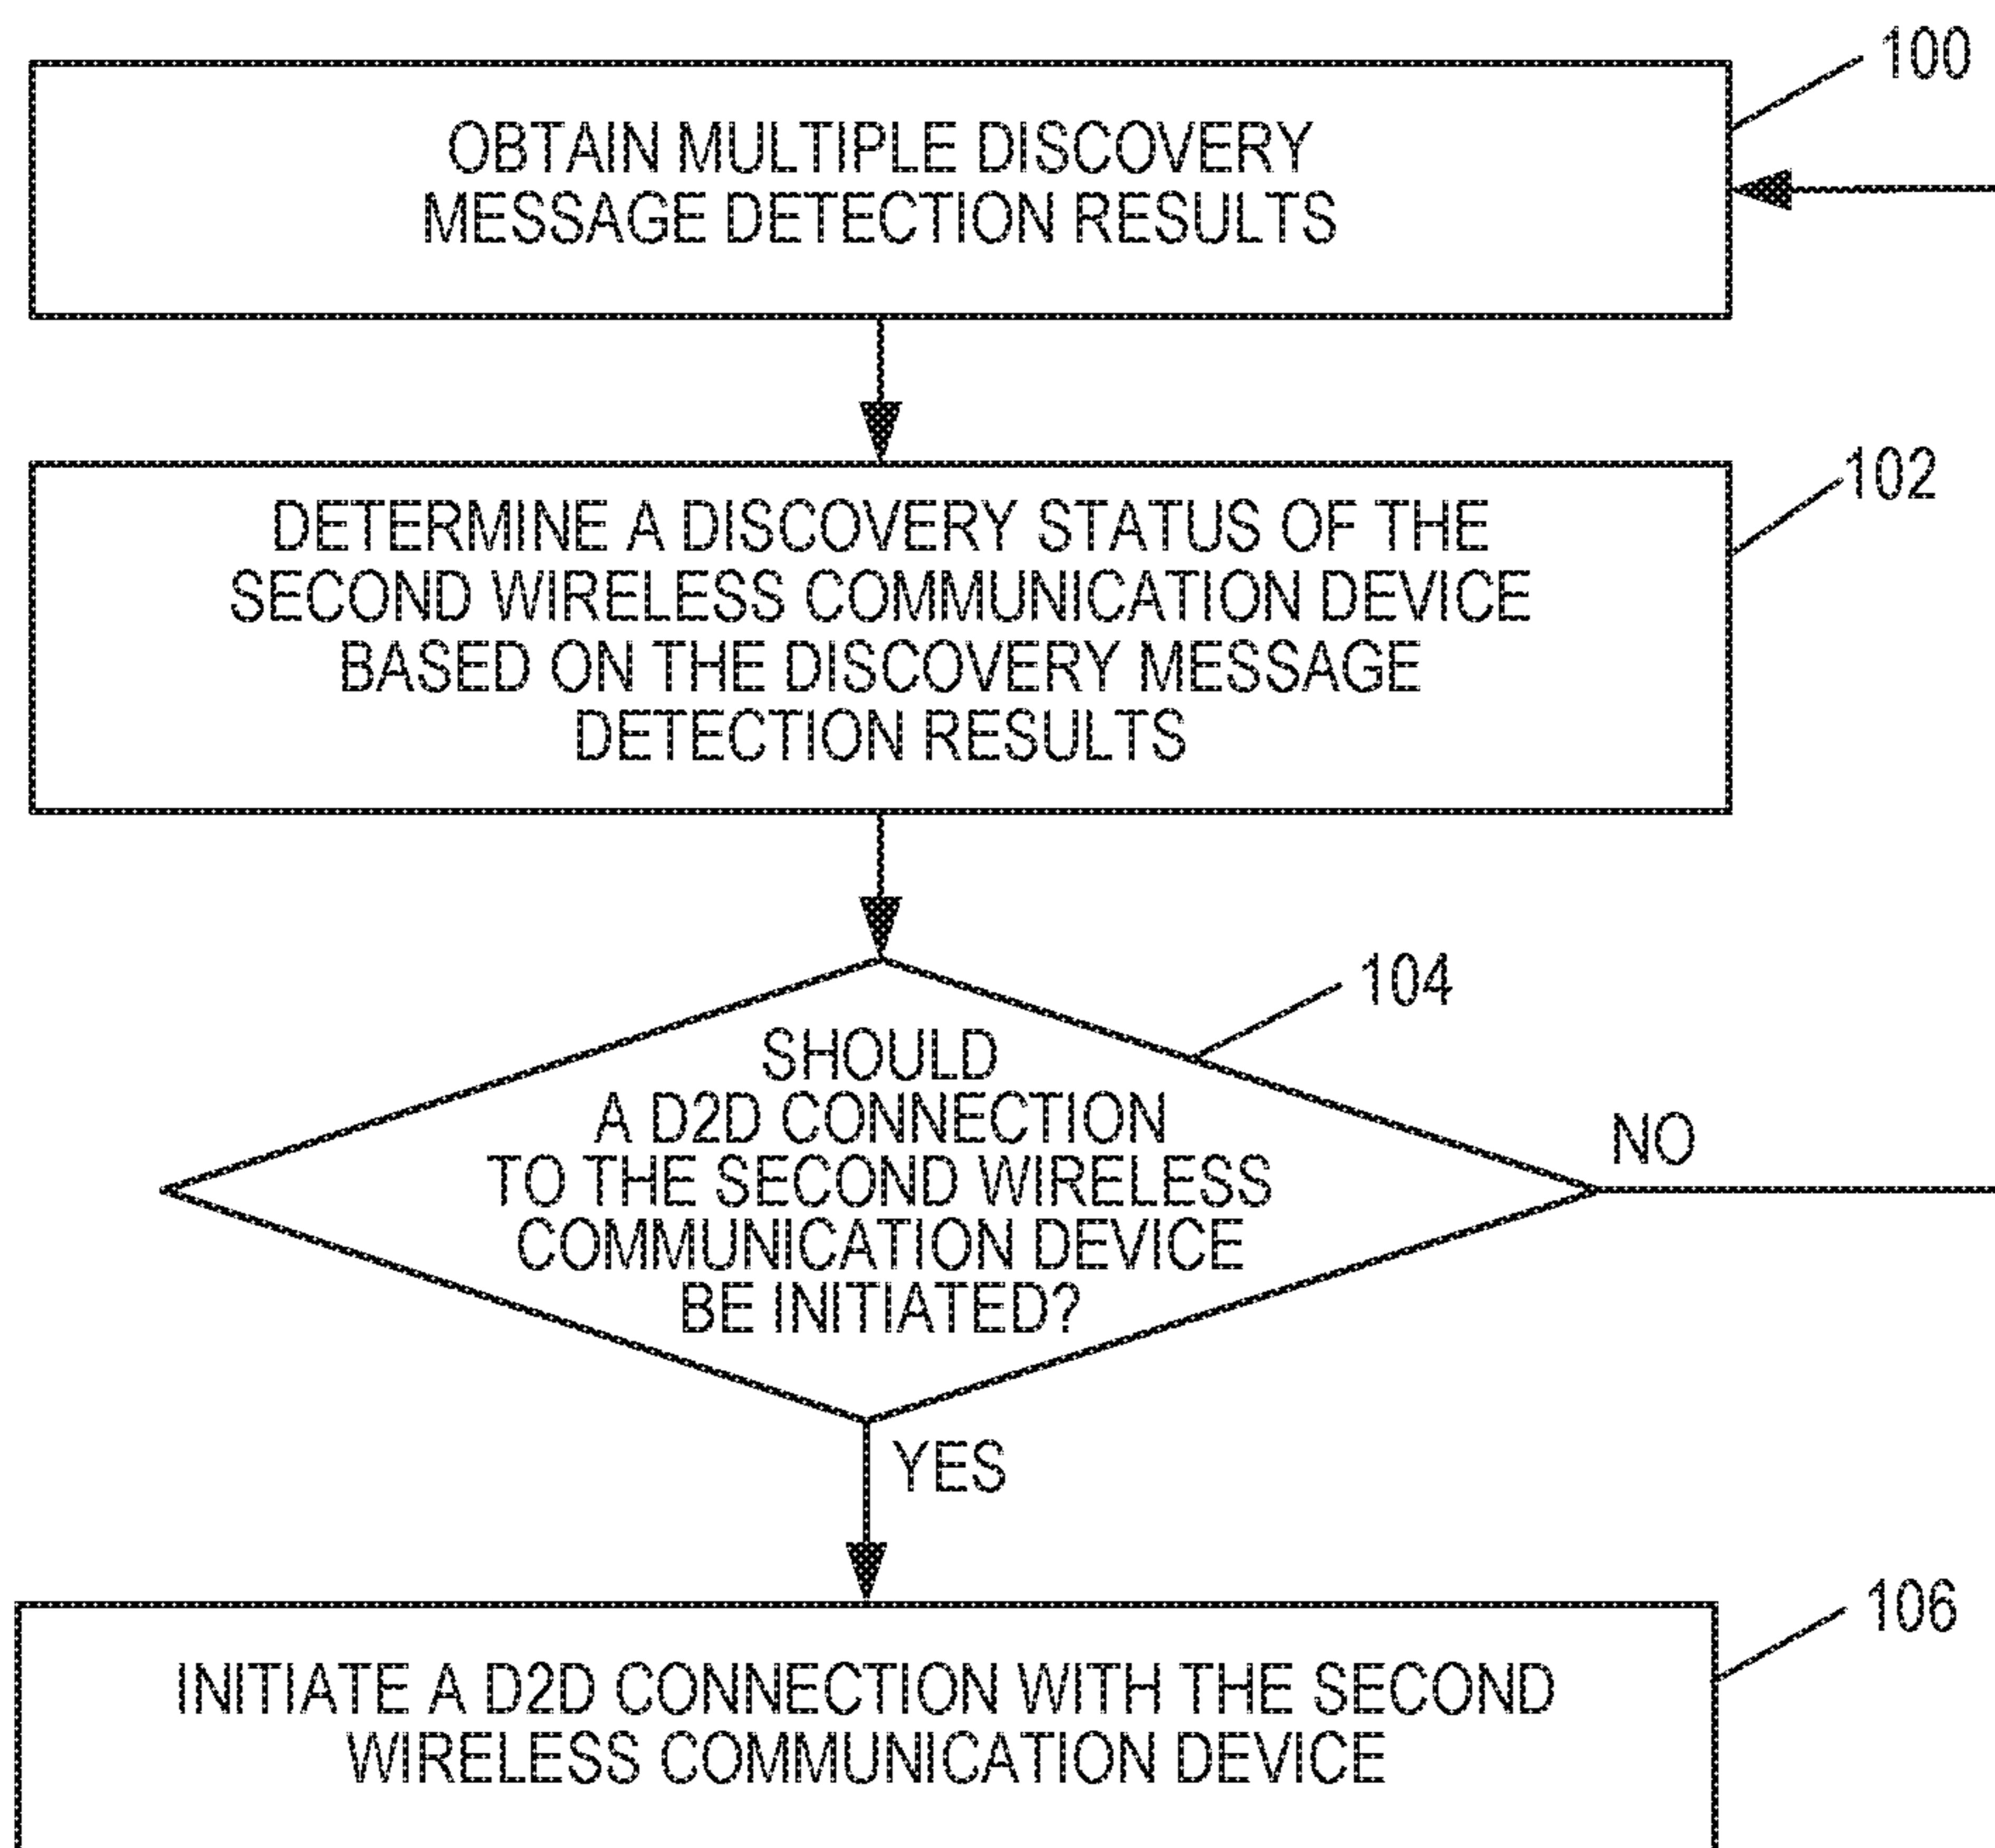 100
OBTAIN MULTIPLE DISCOVERY
MESSAGE DETECTION RESULTS
102
DETERMINE A DISCOVERY STATUS OF THE
SECOND WIRELESS COMMUNICATION DEVICE
BASED ON THE DISCOVERY MESSAGE
DETECTION RESULTS
104
SHOULD
A D2D CONNECTION
TO THE SECOND WIRELESS
COMMUNICATION DEVICE
BE INITIATED?
NO
YES
106
INITIATE A D2D CONNECTION WITH THE SECOND
WIRELESS COMMUNICATION DEVICE